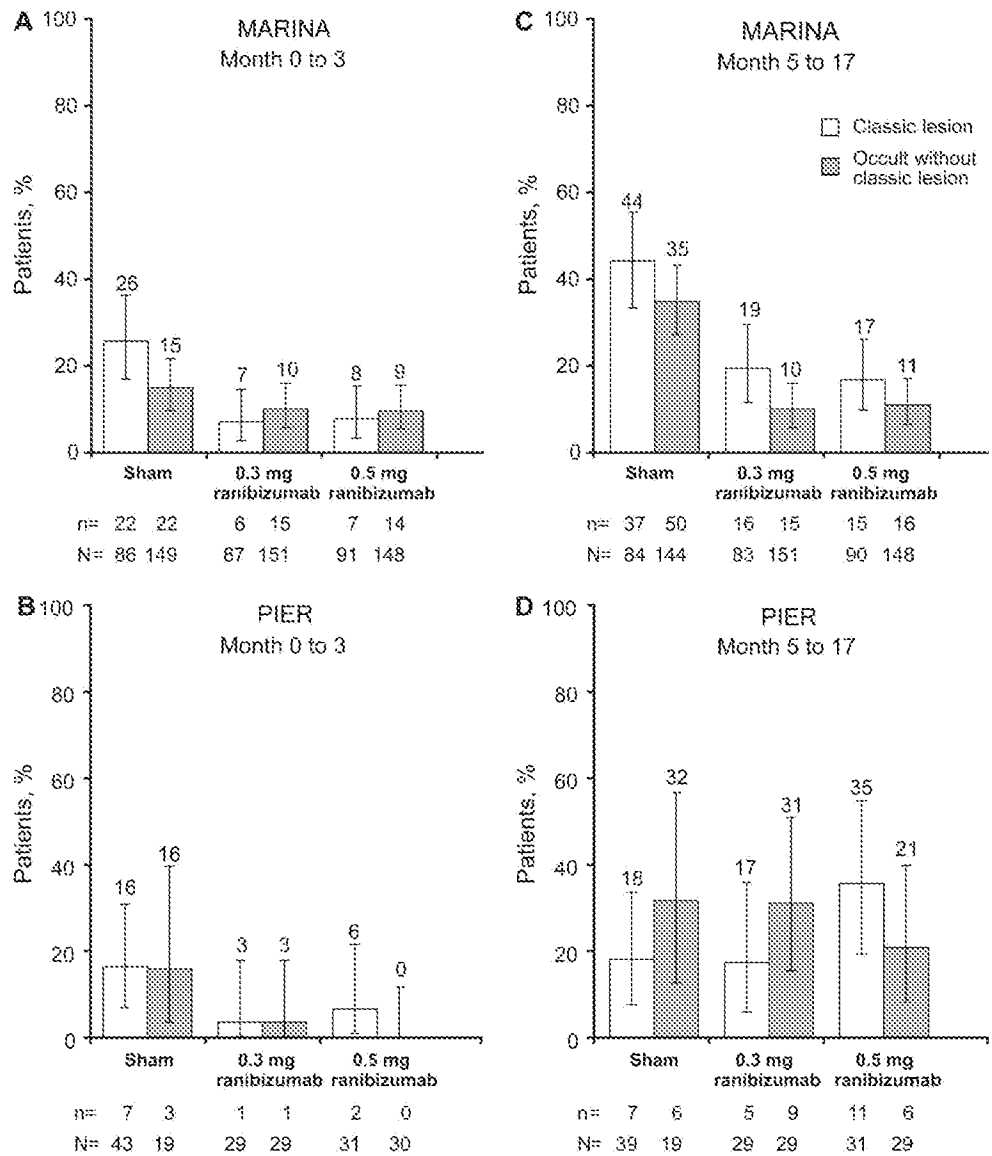 A
MARINA
Month 0 to 3
Patients, %
100
80
60
40
20
0
26
15
7
10
8
9
Sham
0.3 mg ranibizumab
0.5 mg ranibizumab
n= 22 22 6 15 7 14
N= 86 149 87 151 91 148
C
MARINA
Month 5 to 17
Classic lesion
Occult without
classic lesion
Patients, %
100
80
60
40
20
0
44
35
19
10
17
11
Sham
0.3 mg ranibizumab
0.5 mg ranibizumab
n= 37 50 16 15 15 16
N= 84 144 83 151 90 148
B
PIER
Month 0 to 3
Patients, %
100
80
60
40
20
0
16
16
3
3
6
0
Sham
0.3 mg ranibizumab
0.5 mg ranibizumab
n= 7 3 1 1 2 0
N= 43 19 29 29 31 30
D
PIER
Month 5 to 17
Patients, %
100
80
60
40
20
0
18
32
17
31
35
21
Sham
0.3 mg ranibizumab
0.5 mg ranibizumab
n= 7 6 5 9 11 6
N= 39 19 29 29 31 29